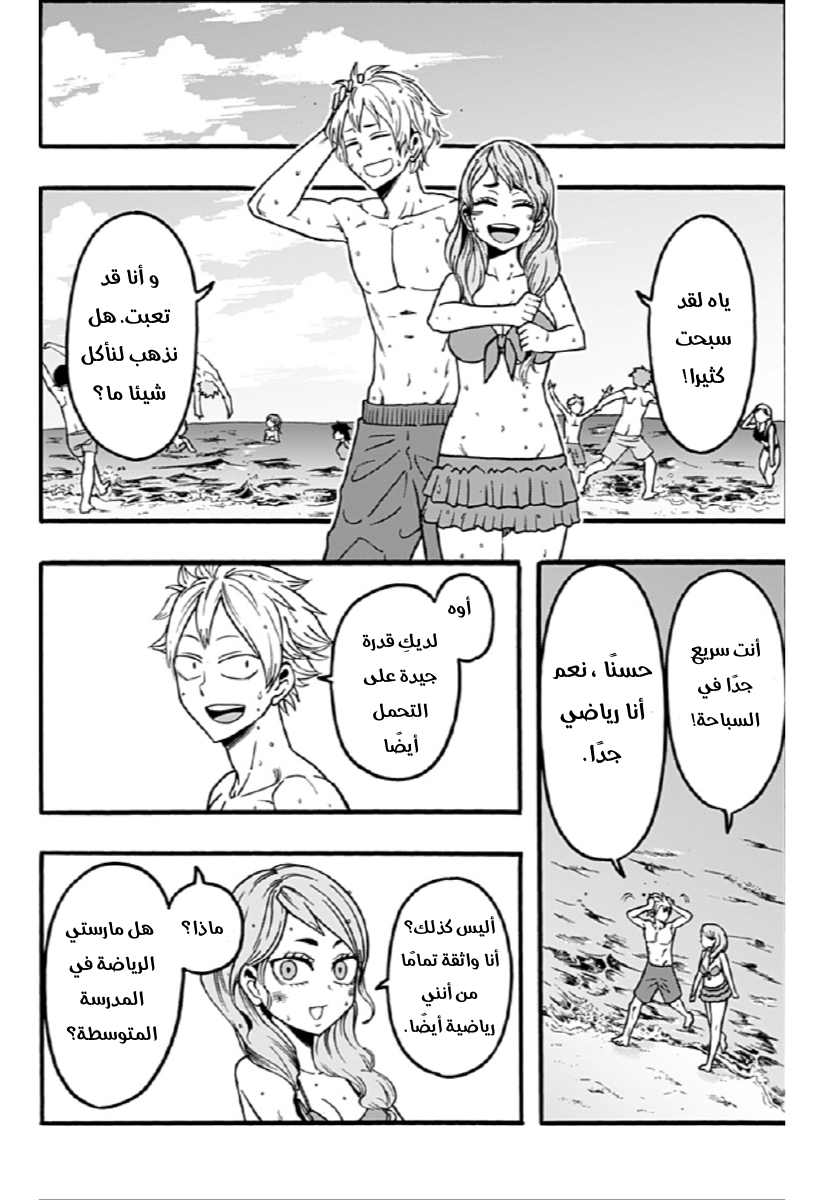 ياه لقد
سبحت
كثيرا!
و أنا قد
تعبت. هل
نذهب لنأكل
شيئا ما؟
أنت سريع
جدًا في
السباحة!
حسنًا ، نعم
أنا رياضي
جدًا.
أوه
لديكِ قدرة
جيدة على
التحمل
أيضًا
أليس كذلك؟
أنا واثقة تمامًا
من أنني
رياضية أيضًا.
ماذا؟
هل مارستي
الرياضة في
المدرسة
المتوسطة؟